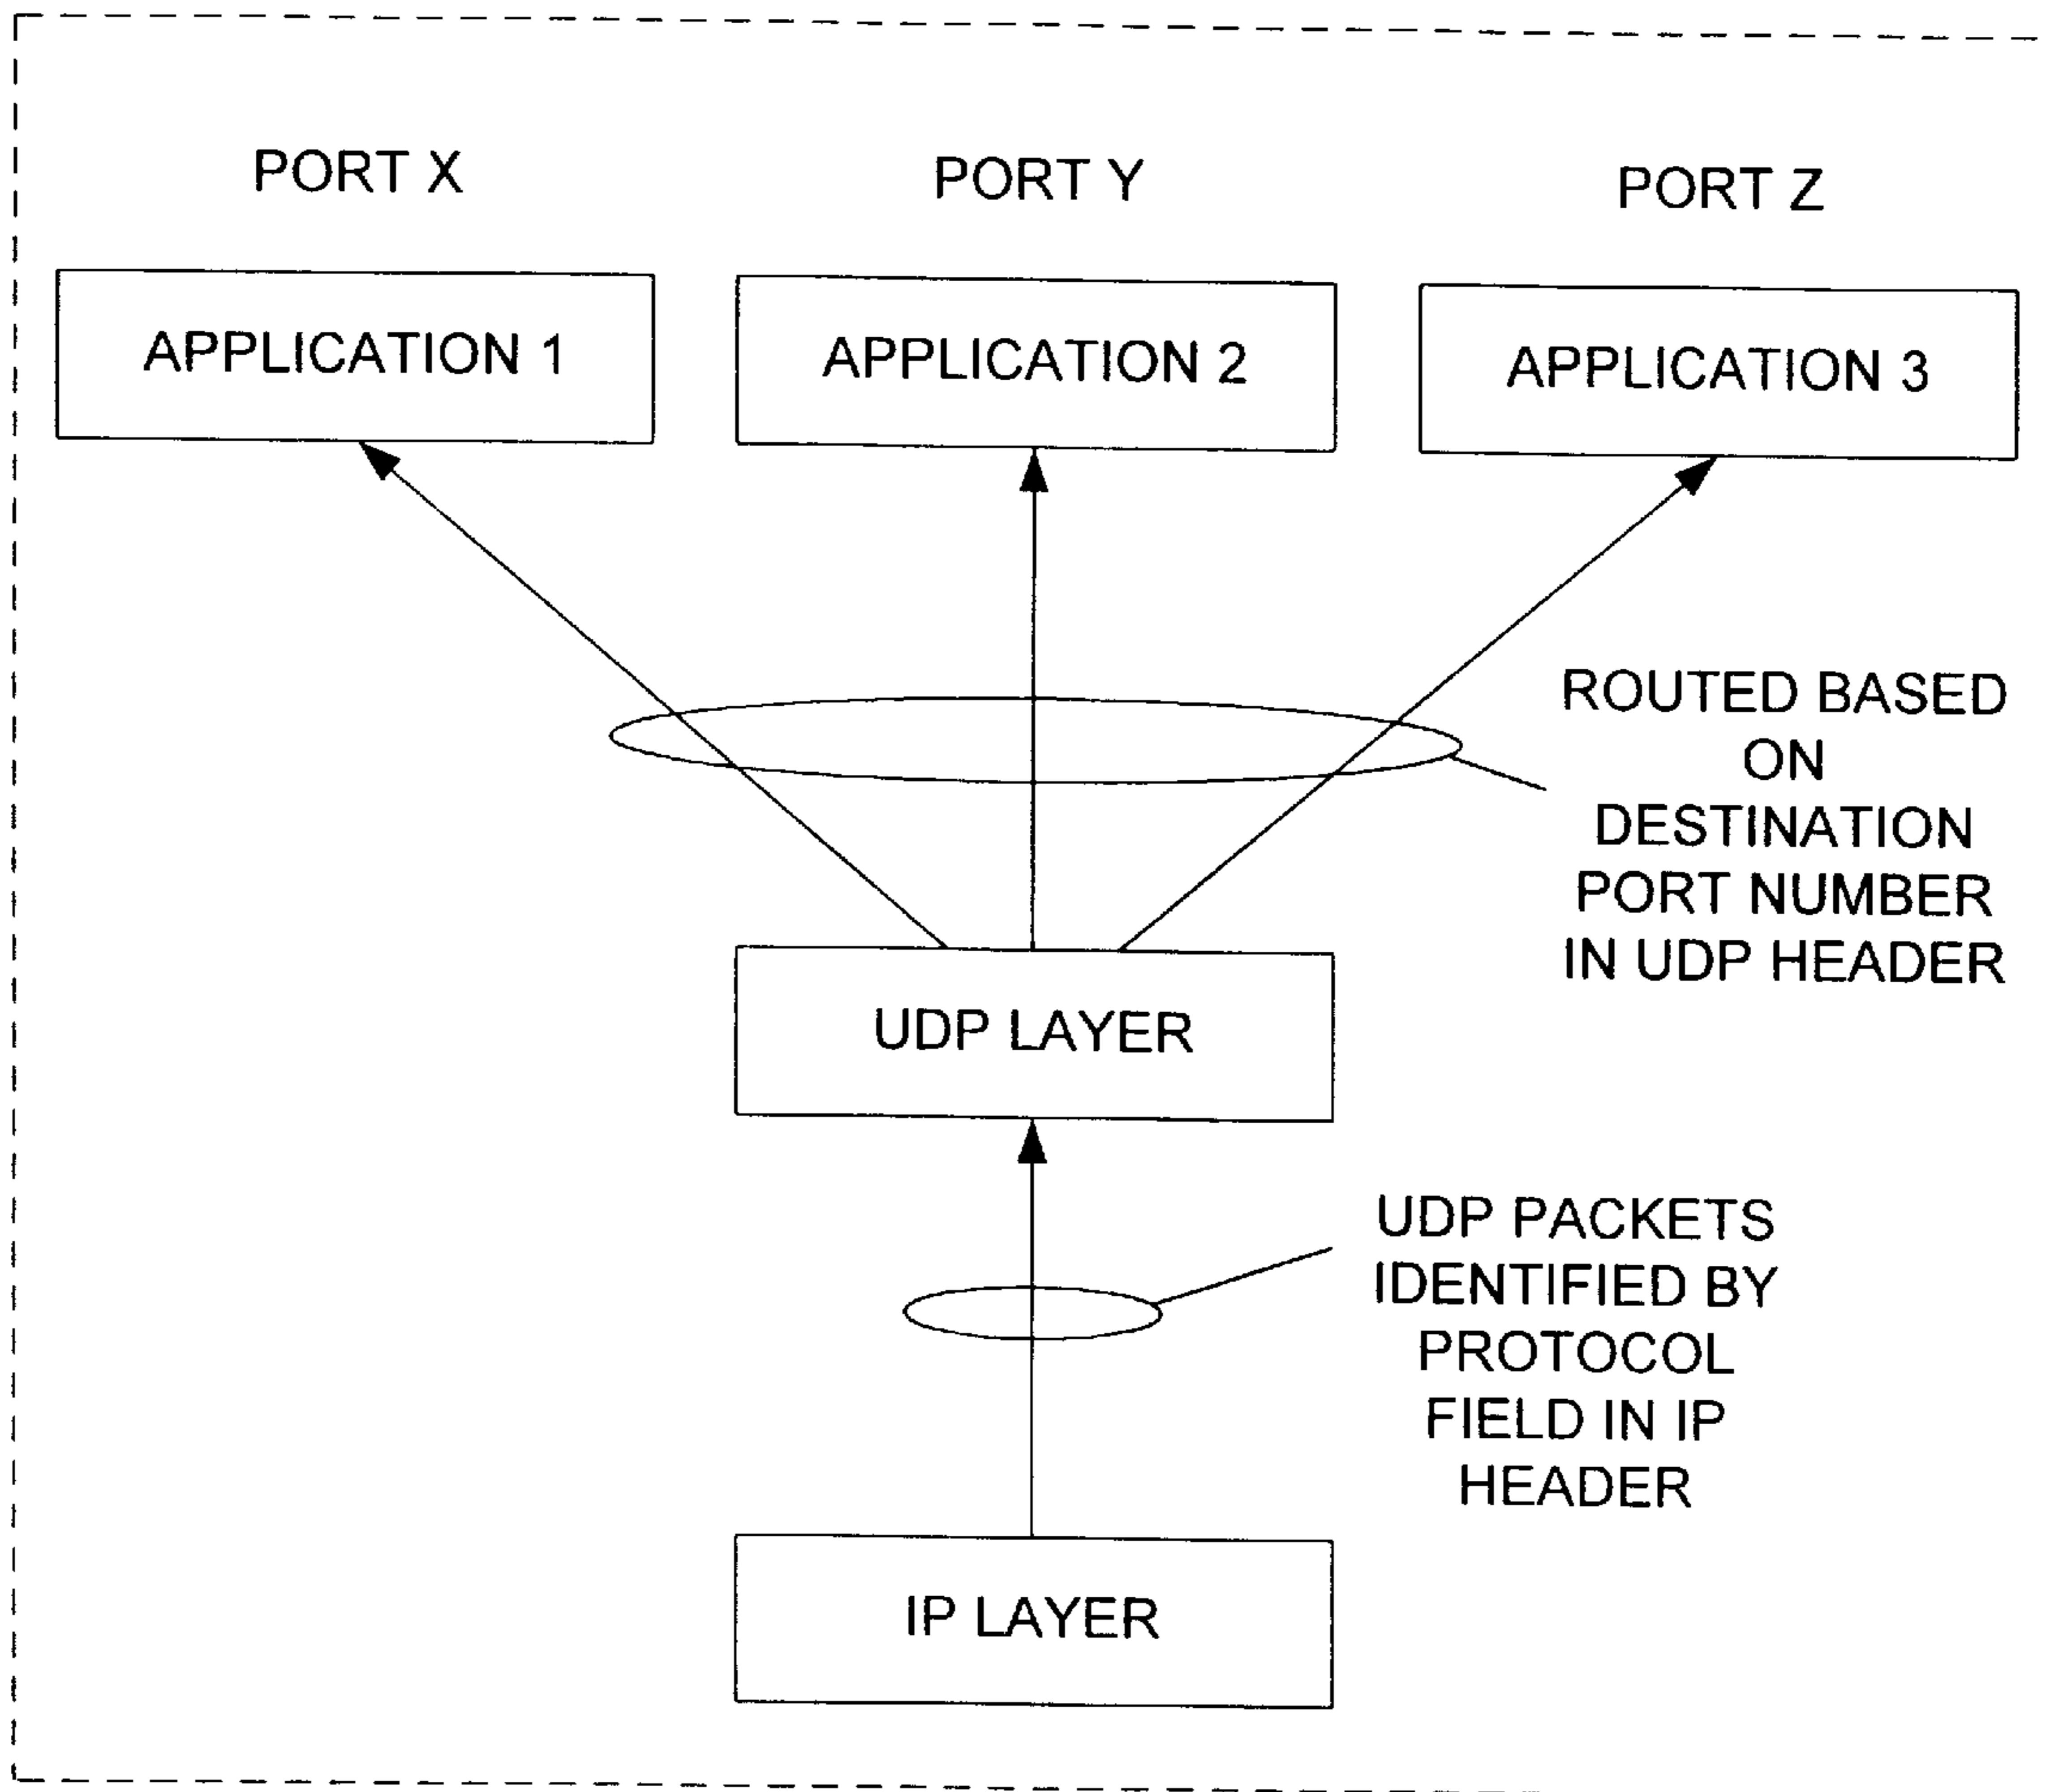 PORT X
PORT Y
PORT Z
APPLICATION 1
APPLICATION 2
APPLICATION 3
ROUTED BASED
ON
DESTINATION
PORT NUMBER
IN UDP HEADER
UDP LAYER
UDP PACKETS
IDENTIFIED BY
PROTOCOL
FIELD IN IP
HEADER
IP LAYER